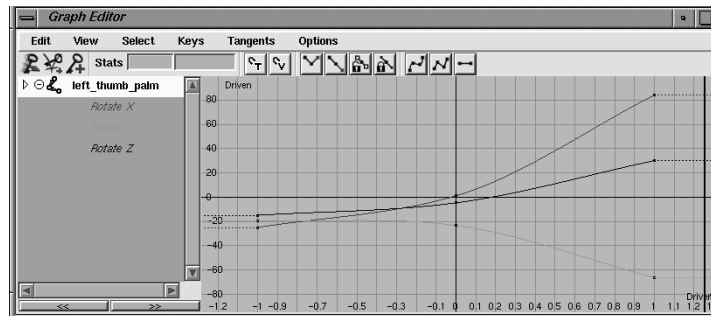 Graph Editor
Edit View Select Keys Tangents Options
Stats
left_thumb_palm
Rotate X
Rotate Z
Driven
80
60
40
20
0
-20
-40
-60
-80
Driver
-1.2 -1 -0.9 -0.7 -0.5 -0.3 -0.1 0 0.1 0.2 0.3 0.4 0.5 0.6 0.7 0.8 0.9 1 1.1 1.2
<< >>